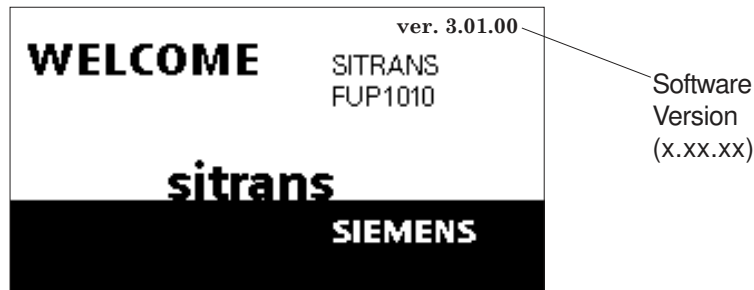 ver. 3.01.00
WELCOME
SITRANS
FUP1010
sitrans
SIEMENS
Software
Version
(x.xx.xx)